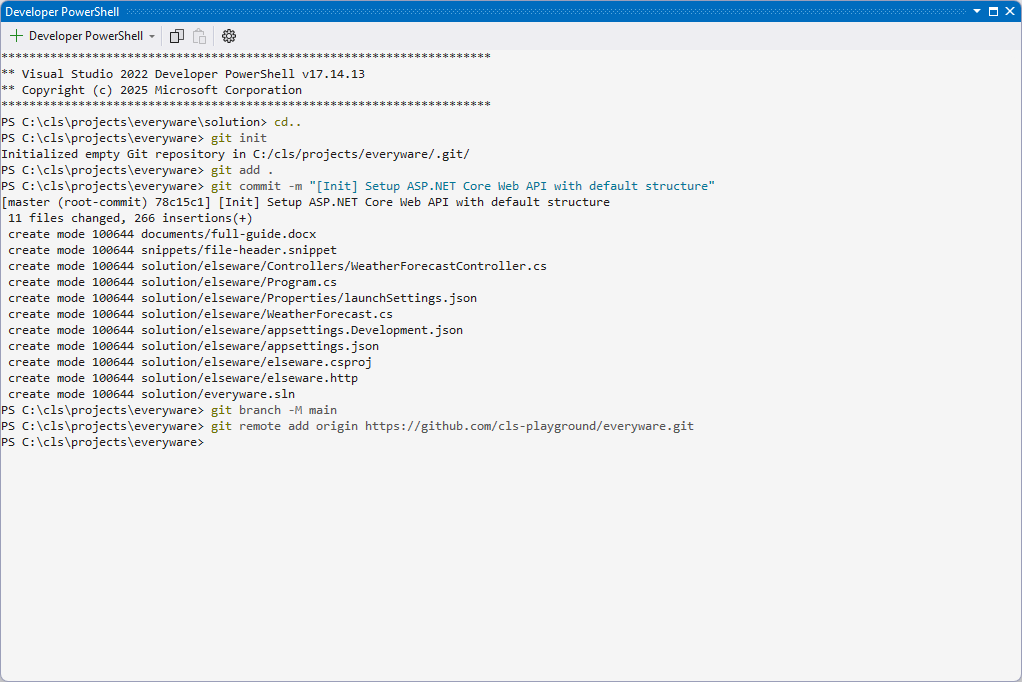 Developer PowerShell
Developer PowerShell
**********************************************************************
** Visual Studio 2022 Developer PowerShell v17.14.13
** Copyright (c) 2025 Microsoft Corporation
**********************************************************************
PS C:\cls\projects\everyware\solution> cd..
PS C:\cls\projects\everyware> git init
Initialized empty Git repository in C:/cls/projects/everyware/.git/
PS C:\cls\projects\everyware> git add .
PS C:\cls\projects\everyware> git commit -m "[Init] Setup ASP.NET Core Web API with default structure"
[master (root-commit) 78c15c1] [Init] Setup ASP.NET Core Web API with default structure
 11 files changed, 266 insertions(+)
 create mode 100644 documents/full-guide.docx
 create mode 100644 snippets/file-header.snippet
 create mode 100644 solution/elseware/Controllers/WeatherForecastController.cs
 create mode 100644 solution/elseware/Program.cs
 create mode 100644 solution/elseware/Properties/launchSettings.json
 create mode 100644 solution/elseware/WeatherForecast.cs
 create mode 100644 solution/elseware/appsettings.Development.json
 create mode 100644 solution/elseware/appsettings.json
 create mode 100644 solution/elseware/elseware.csproj
 create mode 100644 solution/elseware/elseware.http
 create mode 100644 solution/everyware.sln
PS C:\cls\projects\everyware> git branch -M main
PS C:\cls\projects\everyware> git remote add origin https://github.com/cls-playground/everyware.git
PS C:\cls\projects\everyware>